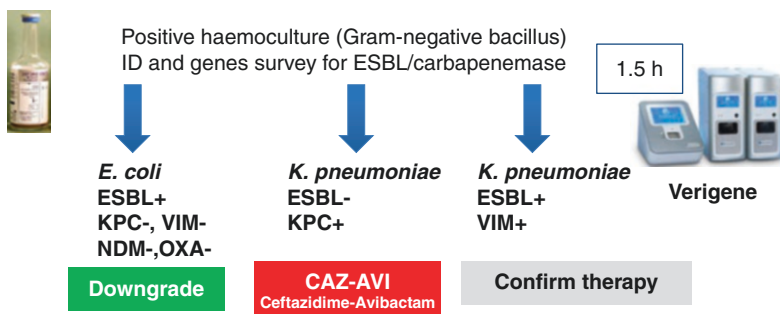 Positive haemoculture (Gram-negative bacillus)
ID and genes survey for ESBL/carbapenemase
1.5 h
E. coli
ESBL+
KPC-, VIM-
NDM-,OXA-
Downgrade
K. pneumoniae
ESBL-
KPC+
CAZ-AVI
Ceftazidime-Avibactam
K. pneumoniae
ESBL+
VIM+
Confirm therapy
Verigene